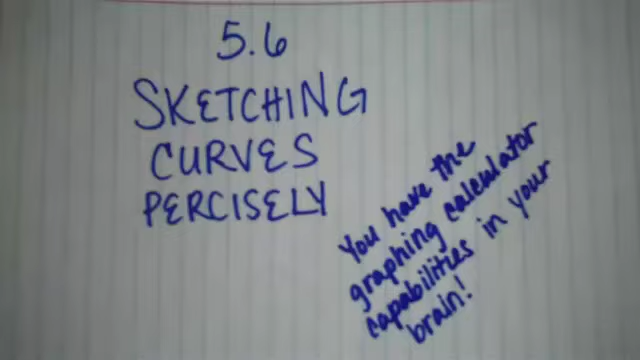 5.6
SKETCHING
CURVES
PERCISELY
You have the
graphing calculator
capabilities in your
brain!